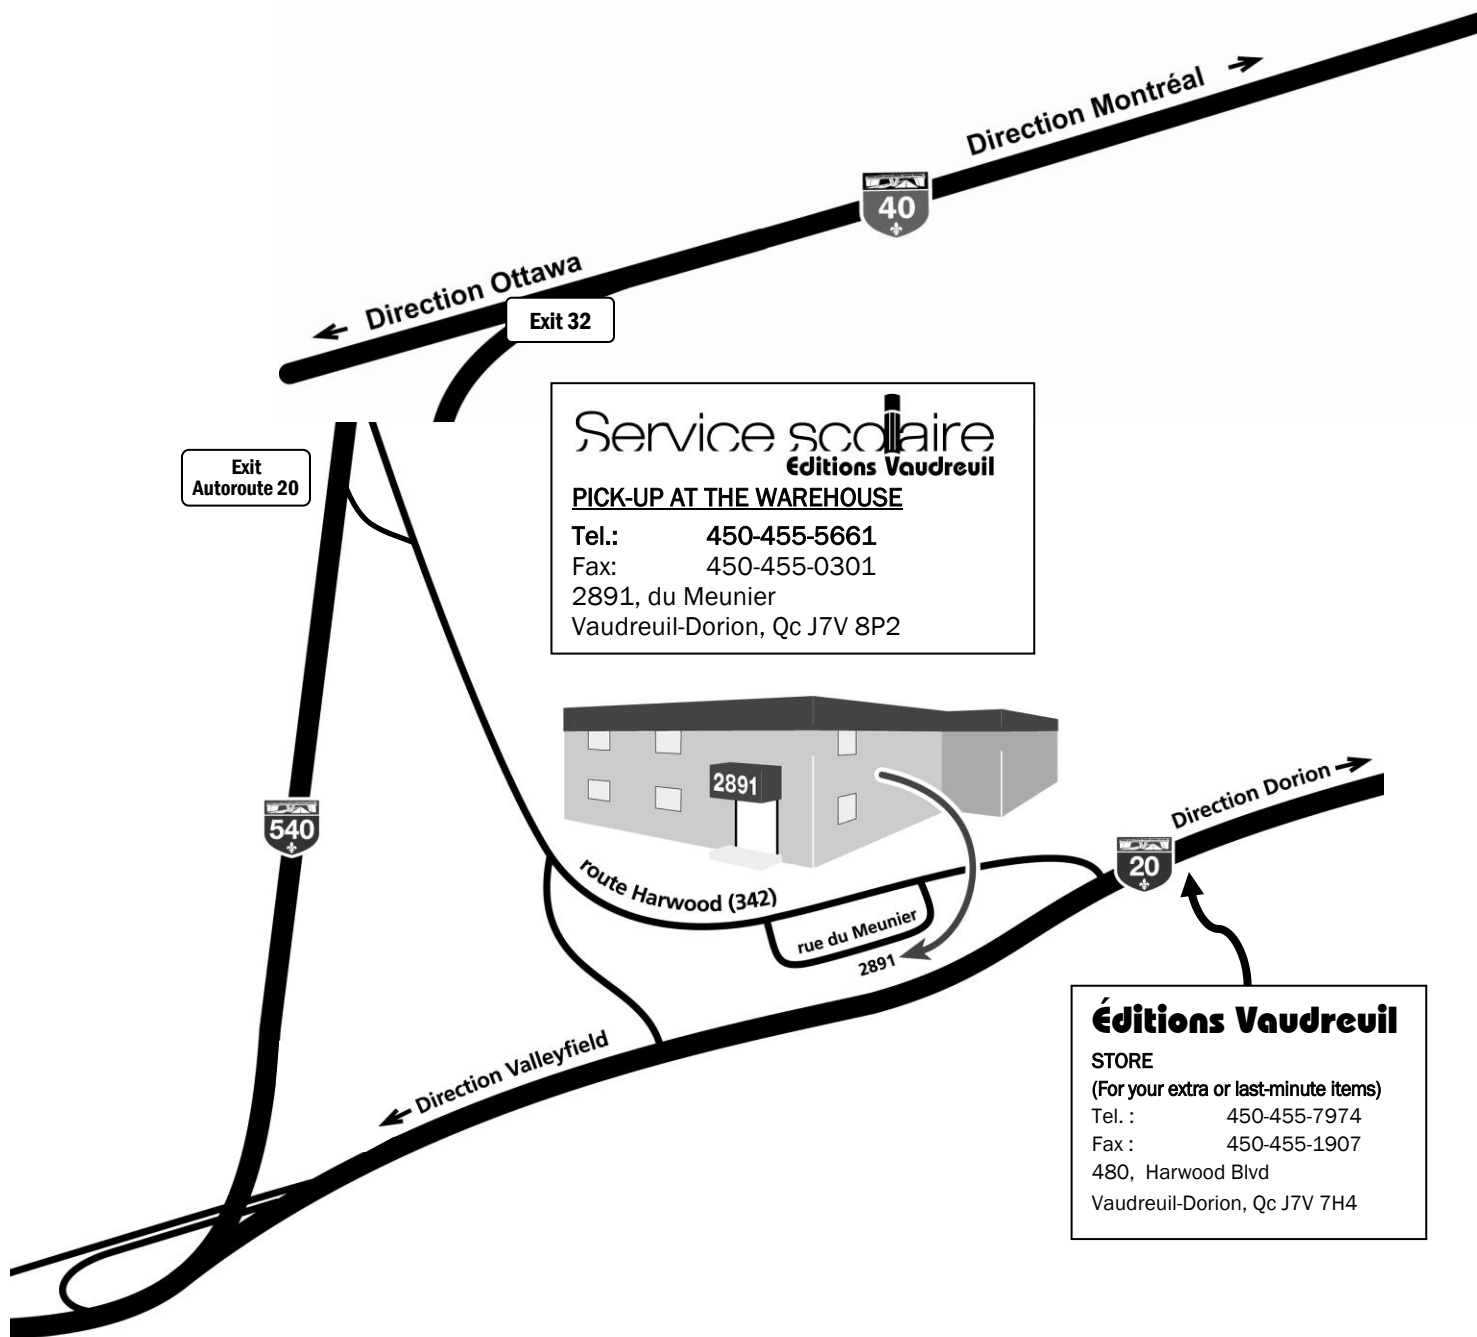 Direction Montréal
40
Direction Ottawa
Exit 32
Exit
Autoroute 20
Service scolaire
Éditions Vaudreuil
PICK-UP AT THE WAREHOUSE
Tel.: 450-455-5661
Fax: 450-455-0301
2891, du Meunier
Vaudreuil-Dorion, Qc J7V 8P2
2891
Direction Dorion
540
20
route Harwood (342)
rue du Meunier
2891
Direction Valleyfield
Éditions Vaudreuil
STORE
(For your extra or last-minute items)
Tel. : 450-455-7974
Fax : 450-455-1907
480, Harwood Blvd
Vaudreuil-Dorion, Qc J7V 7H4